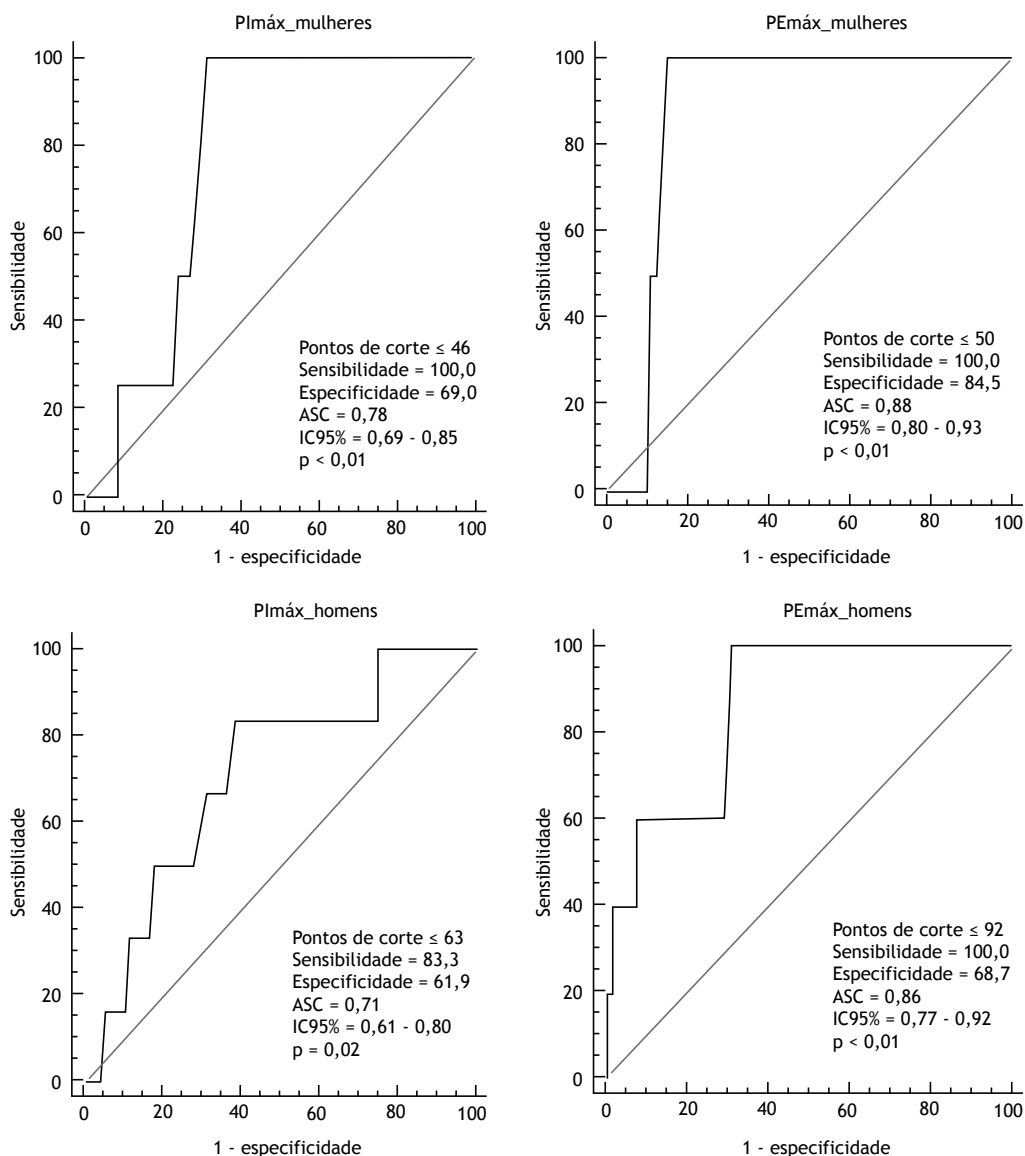 PImáx_mulheres
100
80
60
40
20
0
Sensibilidade
Pontos de corte ≤ 46
Sensibilidade = 100,0
Especificidade = 69,0
ASC = 0,78
IC95% = 0,69 - 0,85
p < 0,01
0 20 40 60 80 100
1 - especificidade
PEmáx_mulheres
100
80
60
40
20
0
Sensibilidade
Pontos de corte ≤ 50
Sensibilidade = 100,0
Especificidade = 84,5
ASC = 0,88
IC95% = 0,80 - 0,93
p < 0,01
0 20 40 60 80 100
1 - especificidade
PImáx_homens
100
80
60
40
20
0
Sensibilidade
Pontos de corte ≤ 63
Sensibilidade = 83,3
Especificidade = 61,9
ASC = 0,71
IC95% = 0,61 - 0,80
p = 0,02
0 20 40 60 80 100
1 - especificidade
PEmáx_homens
100
80
60
40
20
0
Sensibilidade
Pontos de corte ≤ 92
Sensibilidade = 100,0
Especificidade = 68,7
ASC = 0,86
IC95% = 0,77 - 0,92
p < 0,01
0 20 40 60 80 100
1 - especificidade